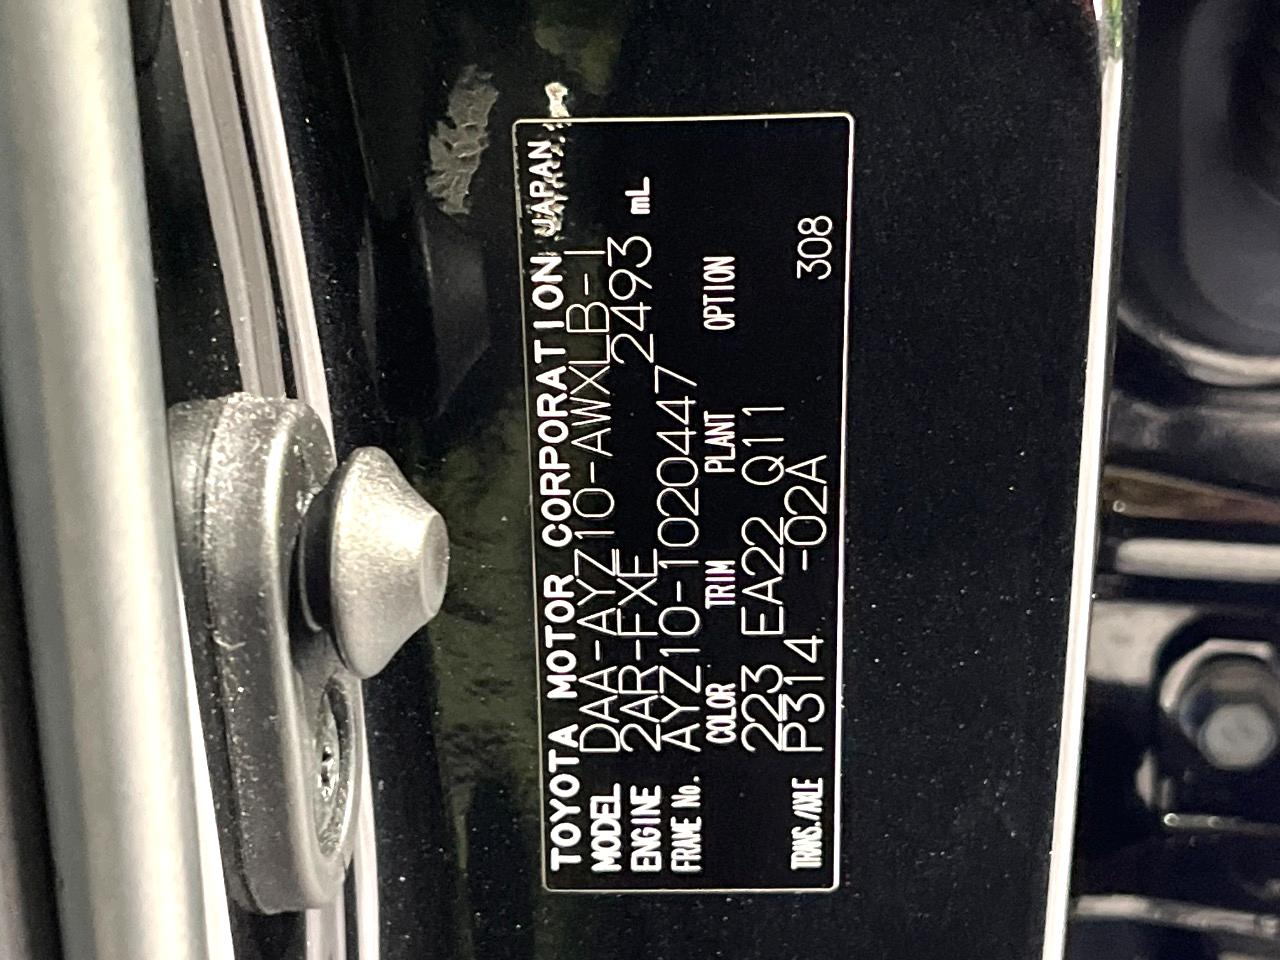 TOYOTA MOTOR CORPORATION JAPAN
MODEL DAA-AYZ10-AWXLB-I
ENGINE 2AR-FXE 2493 mL
FRAME No. AYZ10-1020447
COLOR TRIM PLANT OPTION
223 EA22 Q11
TRANS./AXLE P314 -02A 308